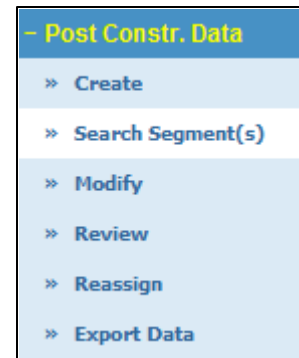 − Post Constr. Data
» Create
» Search Segment(s)
» Modify
» Review
» Reassign
» Export Data